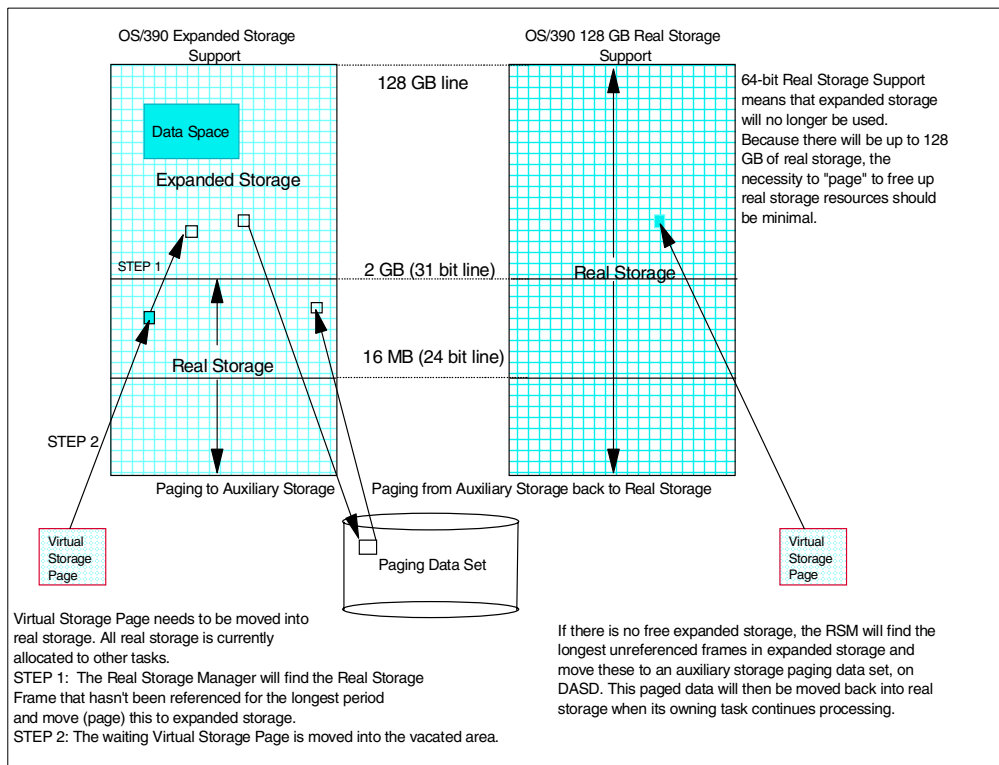 OS/390 Expanded Storage
Support
OS/390 128 GB Real Storage
Support
128 GB line
64-bit Real Storage Support
means that expanded storage
will no longer be used.
Because there will be up to 128
GB of real storage, the
necessity to "page" to free up
real storage resources should
be minimal.
Data Space
Expanded Storage
STEP 1
2 GB (31 bit line)
Real Storage
16 MB (24 bit line)
Real Storage
STEP 2
Paging to Auxiliary Storage
Paging from Auxiliary Storage back to Real Storage
Virtual
Storage
Page
Paging Data Set
Virtual
Storage
Page
Virtual Storage Page needs to be moved into
real storage. All real storage is currently
allocated to other tasks.
STEP 1: The Real Storage Manager will find the Real Storage
Frame that hasn't been referenced for the longest period
and move (page) this to expanded storage.
STEP 2: The waiting Virtual Storage Page is moved into the vacated area.
If there is no free expanded storage, the RSM will find the
longest unreferenced frames in expanded storage and
move these to an auxiliary storage paging data set, on
DASD. This paged data will then be moved back into real
storage when its owning task continues processing.